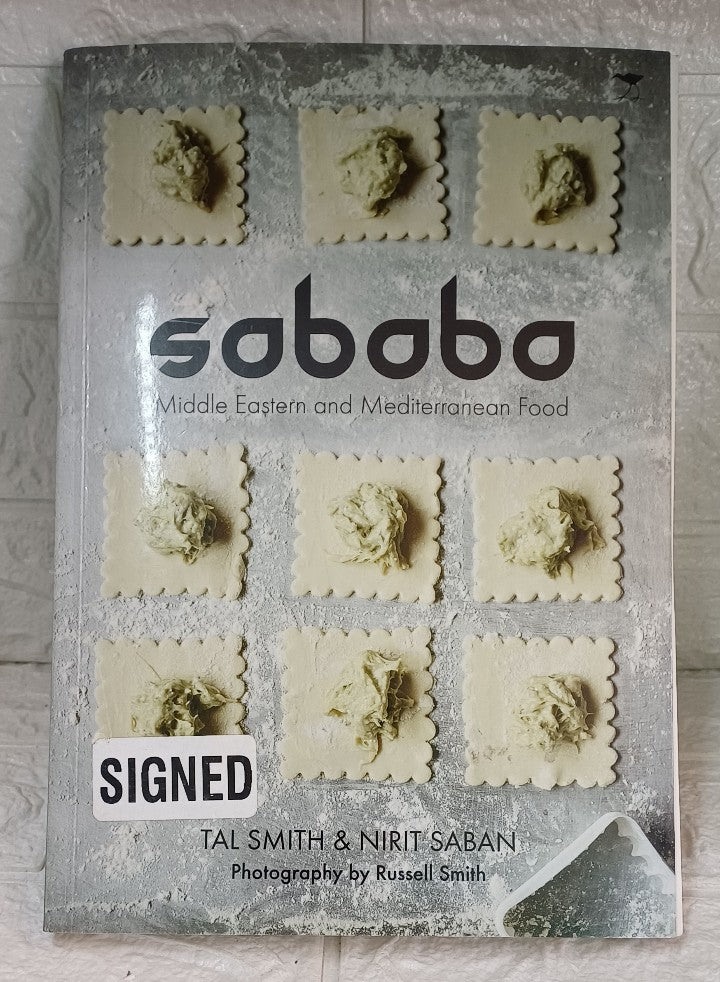 sababa
Middle Eastern and Mediterranean Food
SIGNED
TAL SMITH & NIRIT SABAN
Photography by Russell Smith